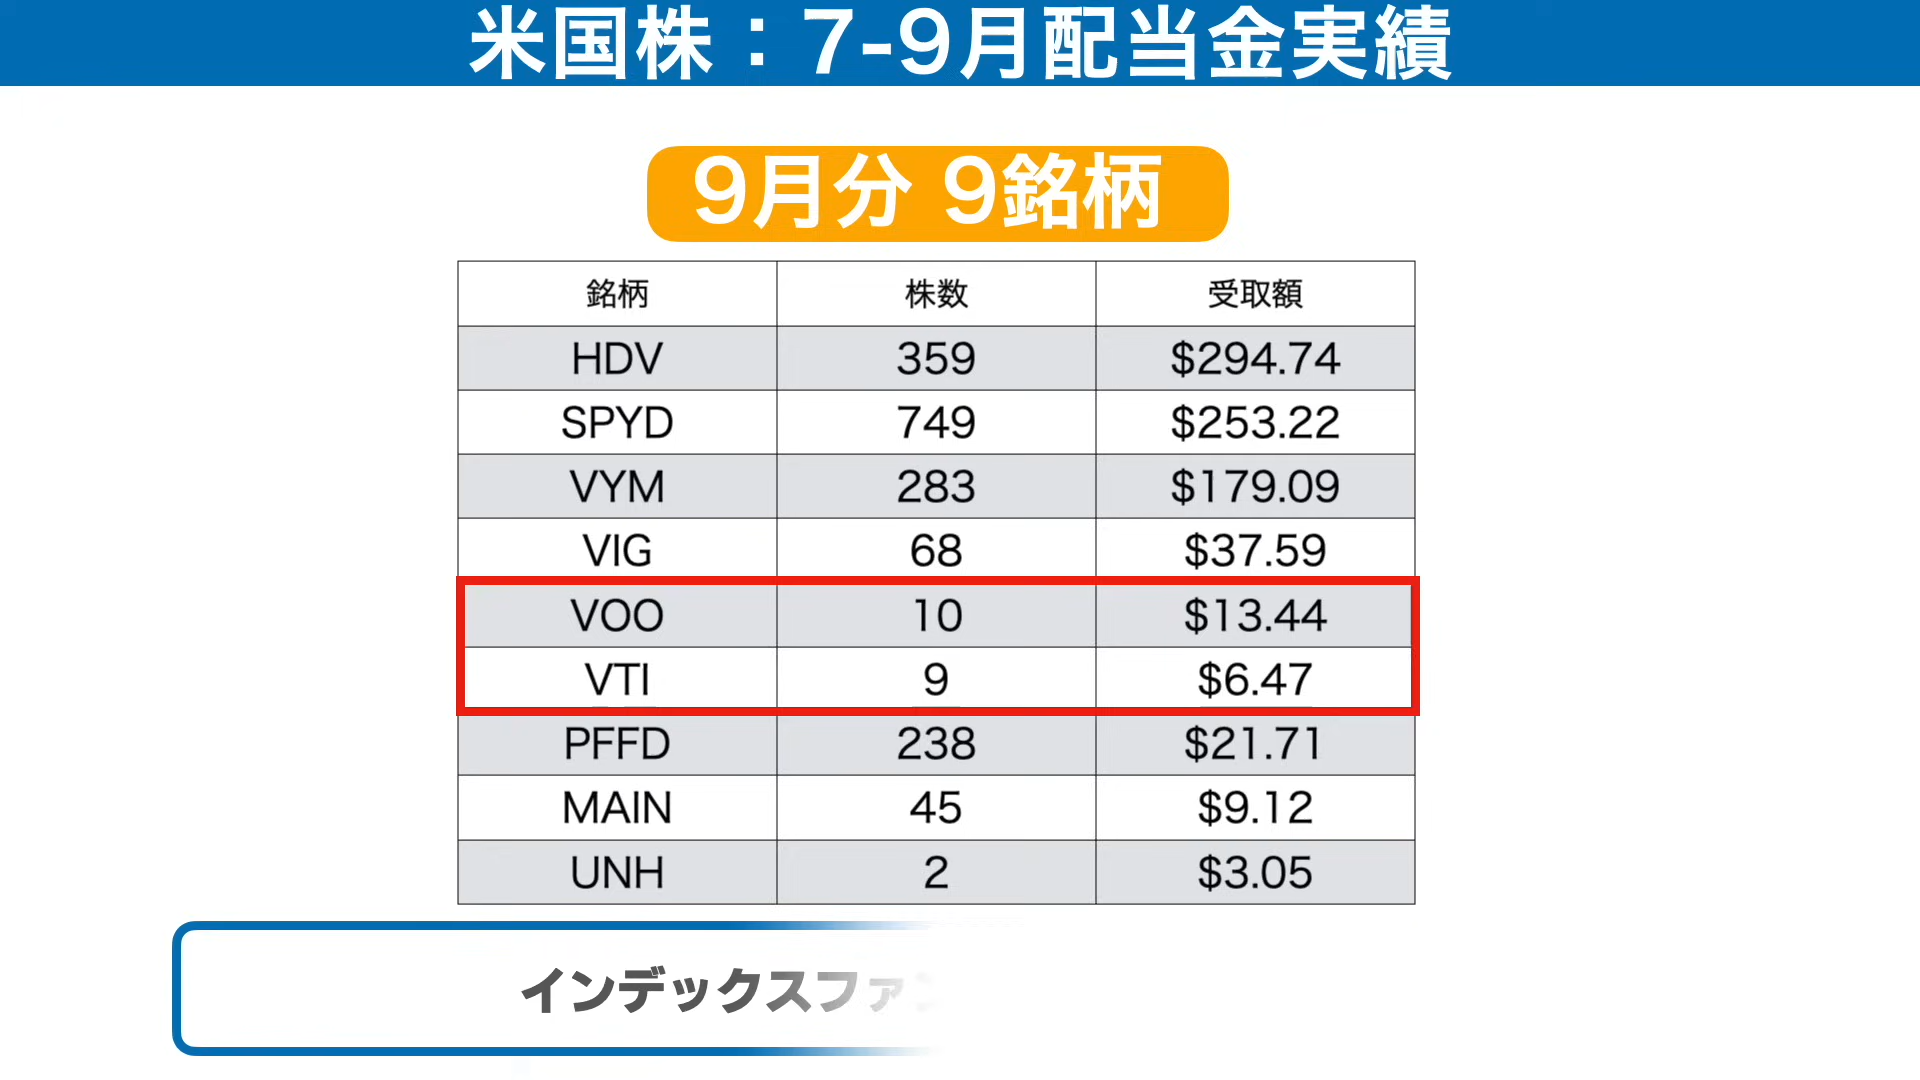 米国株：7-9月配当金実績
9月分 9銘柄
銘柄 株数 受取額
HDV 359 $294.74
SPYD 749 $253.22
VYM 283 $179.09
VIG 68 $37.59
VOO 10 $13.44
VTI 9 $6.47
PFFD 238 $21.71
MAIN 45 $9.12
UNH 2 $3.05
インデックスファ